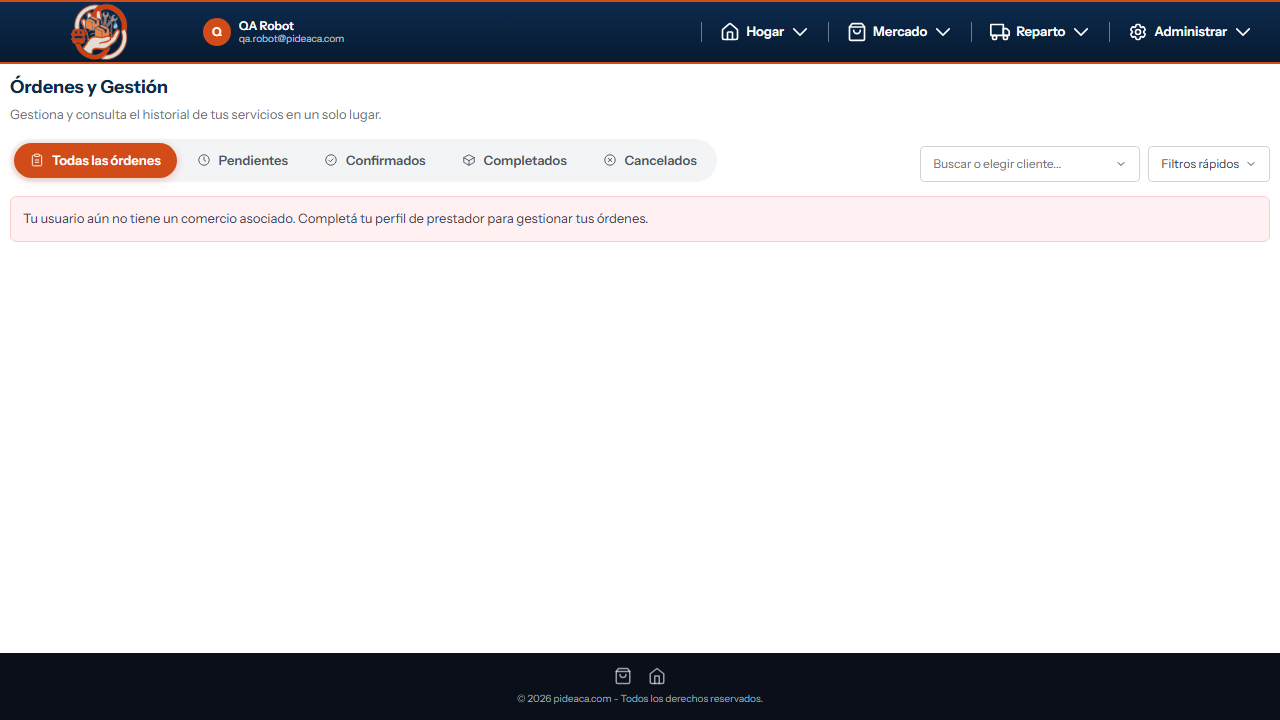 Q
QA Robot
qa.robot@pideaca.com
Hogar
Mercado
Reparto
Administrar
Órdenes y Gestión
Gestiona y consulta el historial de tus servicios en un solo lugar.
Todas las órdenes
Pendientes
Confirmados
Completados
Cancelados
Buscar o elegir cliente...
Filtros rápidos
Tu usuario aún no tiene un comercio asociado. Completá tu perfil de prestador para gestionar tus órdenes.
© 2026 pideaca.com - Todos los derechos reservados.